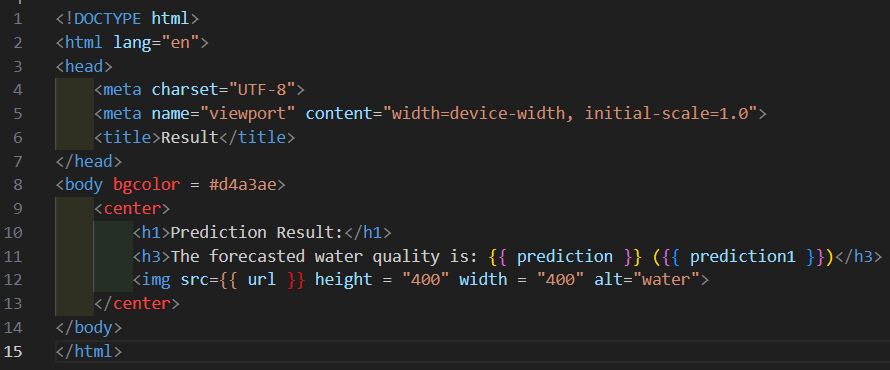 1 <!DOCTYPE html>
2 <html lang="en">
3 <head>
4 <meta charset="UTF-8">
5 <meta name="viewport" content="width=device-width, initial-scale=1.0">
6 <title>Result</title>
7 </head>
8 <body bgcolor = #d4a3ae>
9 <center>
10 <h1>Prediction Result:</h1>
11 <h3>The forecasted water quality is: {{ prediction }} ({{ prediction1 }})</h3>
12 <img src={{ url }} height = "400" width = "400" alt="water">
13 </center>
14 </body>
15 </html>